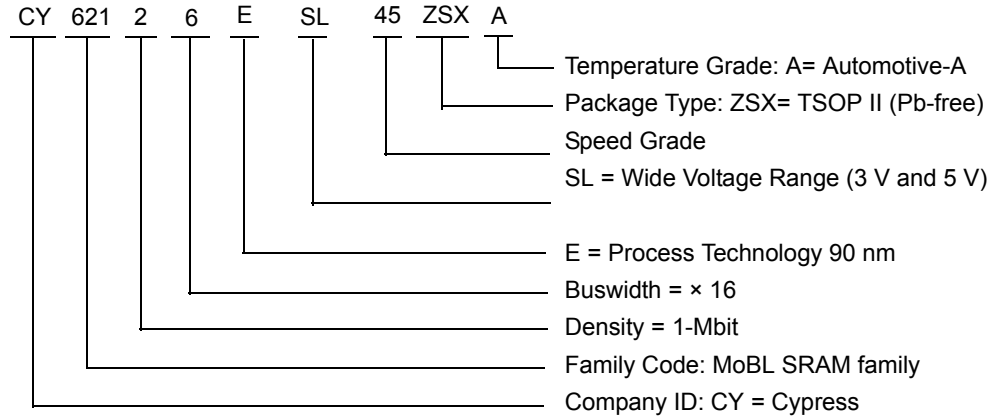 CY 621 2 6 E SL 45 ZSX A
Temperature Grade: A= Automotive-A
Package Type: ZSX= TSOP II (Pb-free)
Speed Grade
SL = Wide Voltage Range (3 V and 5 V)
E = Process Technology 90 nm
Buswidth = × 16
Density = 1-Mbit
Family Code: MoBL SRAM family
Company ID: CY = Cypress